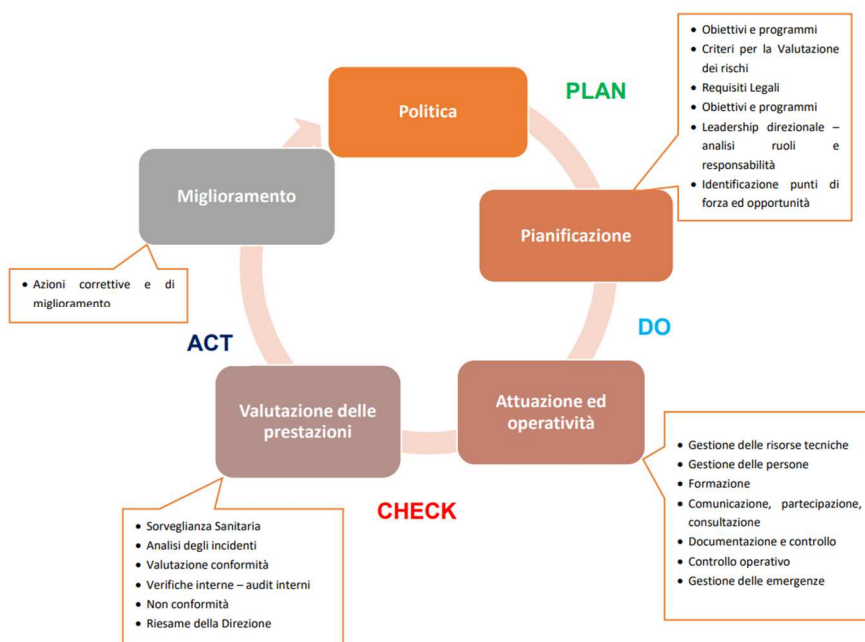 Politica
PLAN
• Obiettivi e programmi
• Criteri per la Valutazione
dei rischi
• Requisiti Legali
• Obiettivi e programmi
• Leadership direzionale –
analisi ruoli e
responsabilità
• Identificazione punti di
forza ed opportunità
Pianificazione
DO
Attuazione ed
operatività
• Gestione delle risorse tecniche
• Gestione delle persone
• Formazione
• Comunicazione, partecipazione,
consultazione
• Documentazione e controllo
• Controllo operativo
• Gestione delle emergenze
CHECK
Valutazione delle
prestazioni
• Sorveglianza Sanitaria
• Analisi degli incidenti
• Valutazione conformità
• Verifiche interne – audit interni
• Non conformità
• Riesame della Direzione
ACT
Miglioramento
• Azioni correttive e di
miglioramento